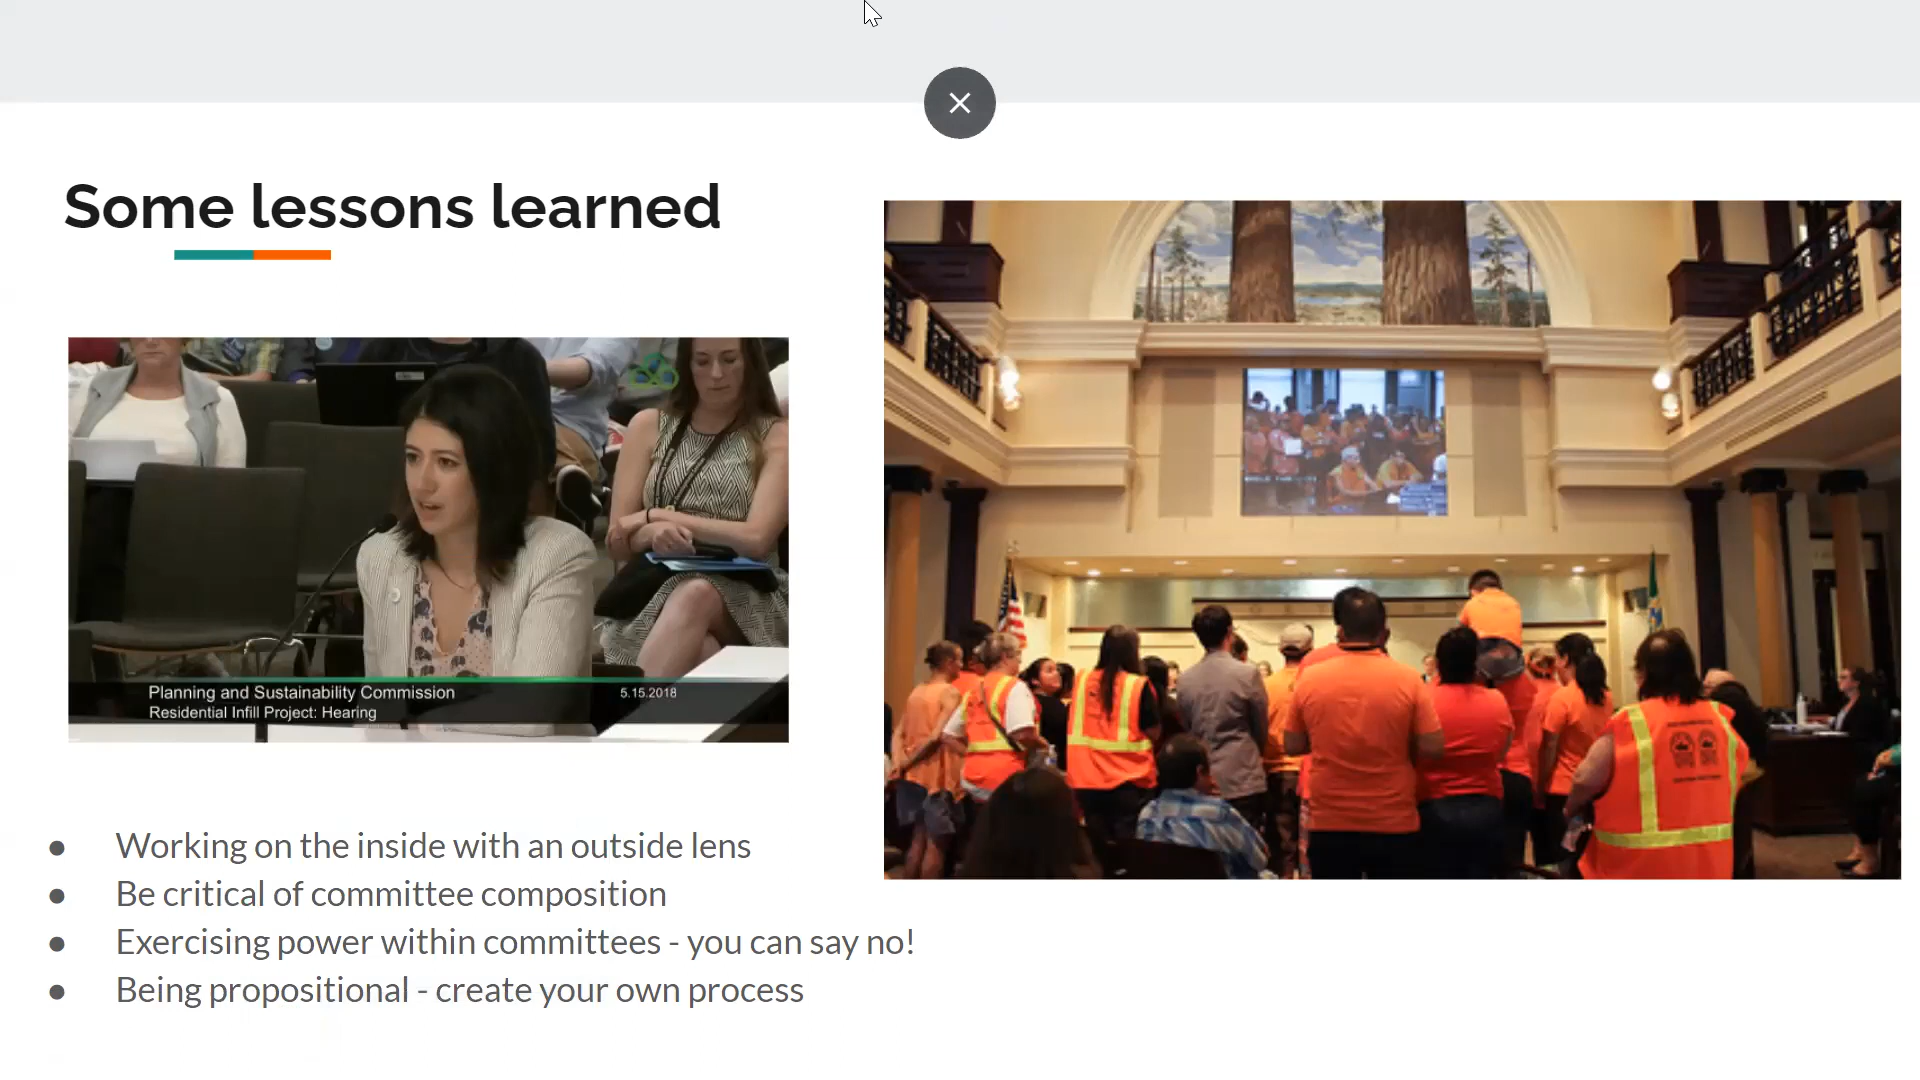 Some lessons learned
Planning and Sustainability Commission
5.15.2018
Residential Infill Project: Hearing
● Working on the inside with an outside lens
● Be critical of committee composition
● Exercising power within committees - you can say no!
● Being propositional - create your own process